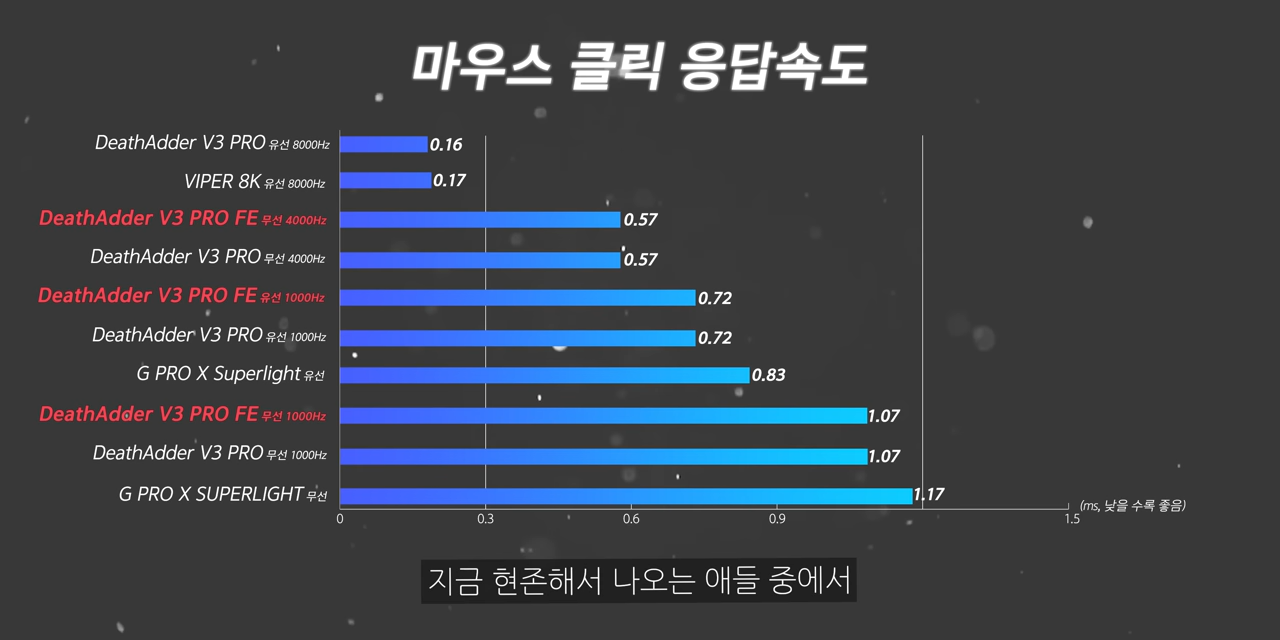 마우스 클릭 응답속도
DeathAdder V3 PRO 유선 8000Hz 0.16
VIPER 8K 유선 8000Hz 0.17
DeathAdder V3 PRO FE 무선 4000Hz 0.57
DeathAdder V3 PRO 무선 4000Hz 0.57
DeathAdder V3 PRO FE 유선 1000Hz 0.72
DeathAdder V3 PRO 유선 1000Hz 0.72
G PRO X Superlight 유선 0.83
DeathAdder V3 PRO FE 무선 1000Hz 1.07
DeathAdder V3 PRO 무선 1000Hz 1.07
G PRO X SUPERLIGHT 무선 1.17
0 0.3 0.6 0.9 1.5 (ms, 낮을 수록 좋음)
지금 현존해서 나오는 애들 중에서